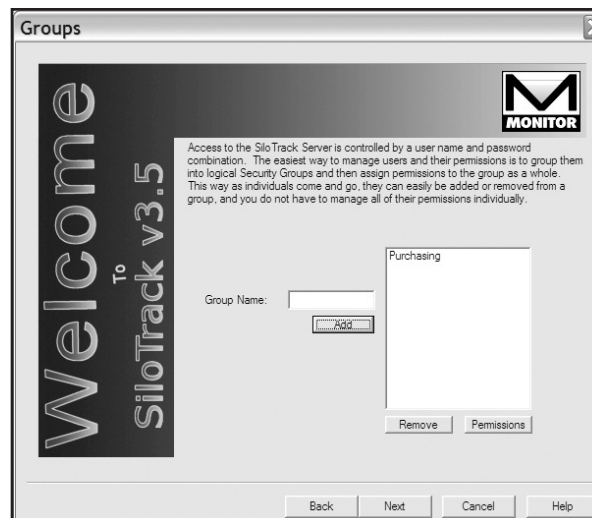 Groups
Welcome
To
SiloTrack v3.5
M
MONITOR
Access to the SiloTrack Server is controlled by a user name and password
combination. The easiest way to manage users and their permissions is to group them
into logical Security Groups and then assign permissions to the group as a whole.
This way as individuals come and go, they can easily be added or removed from a
group, and you do not have to manage all of their permissions individually.
Purchasing
Group Name:
Add
Remove Permissions
Back Next Cancel Help